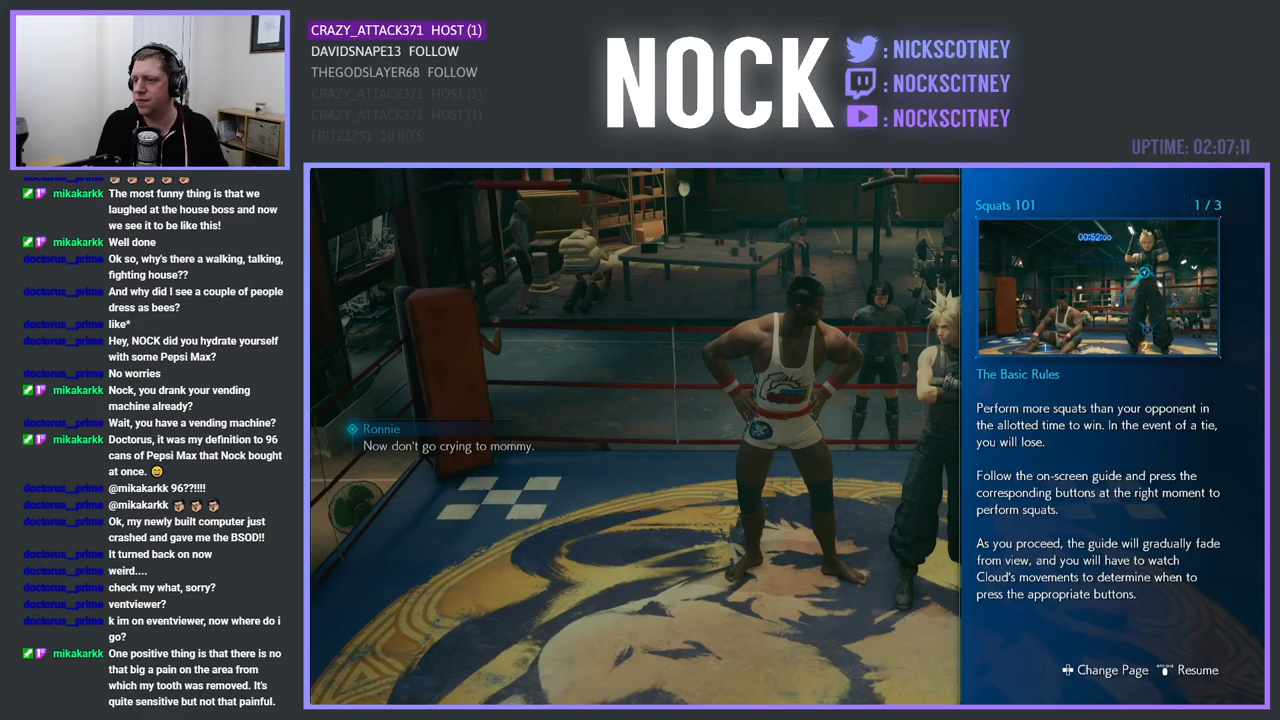 CRAZY_ATTACK371 HOST (1)
DAVIDSNAPE13 FOLLOW
THEGODSLAYER68 FOLLOW
CRAZY_ATTACK371 HOST (1)
CRAZY_ATTACK371 HOST (1)
FRITZ1791 10 BITS
NOCK
: NICKSCOTNEY
: NOCKSCITNEY
: NOCKSCITNEY
UPTIME: 02:07:11
doctorus__prime
mikakarkk The most funny thing is that we
laughed at the house boss and now
we see it to be like this!
mikakarkk Well done
doctorus__prime Ok so, why's there a walking, talking,
fighting house??
doctorus__prime And why did I see a couple of people
dress as bees?
doctorus__prime like*
doctorus__prime Hey, NOCK did you hydrate yourself
with some Pepsi Max?
doctorus__prime No worries
mikakarkk Nock, you drank your vending
machine already?
doctorus__prime Wait, you have a vending machine?
mikakarkk Doctorus, it was my definition to 96
cans of Pepsi Max that Nock bought
at once. 😄
doctorus__prime @mikakarkk 96??!!!!
doctorus__prime @mikakarkk
doctorus__prime Ok, my newly built computer just
crashed and gave me the BSOD!!
doctorus__prime It turned back on now
doctorus__prime weird....
doctorus__prime check my what, sorry?
doctorus__prime ventviewer?
doctorus__prime k im on eventviewer, now where do i
go?
mikakarkk One positive thing is that there is no
that big a pain on the area from
which my tooth was removed. It's
quite sensitive but not that painful.
Ronnie
Now don't go crying to mommy.
Squats 101 1 / 3
00:52:00
1 2
The Basic Rules
Perform more squats than your opponent in
the allotted time to win. In the event of a tie,
you will lose.
Follow the on-screen guide and press the
corresponding buttons at the right moment to
perform squats.
As you proceed, the guide will gradually fade
from view, and you will have to watch
Cloud's movements to determine when to
press the appropriate buttons.
Change Page Resume